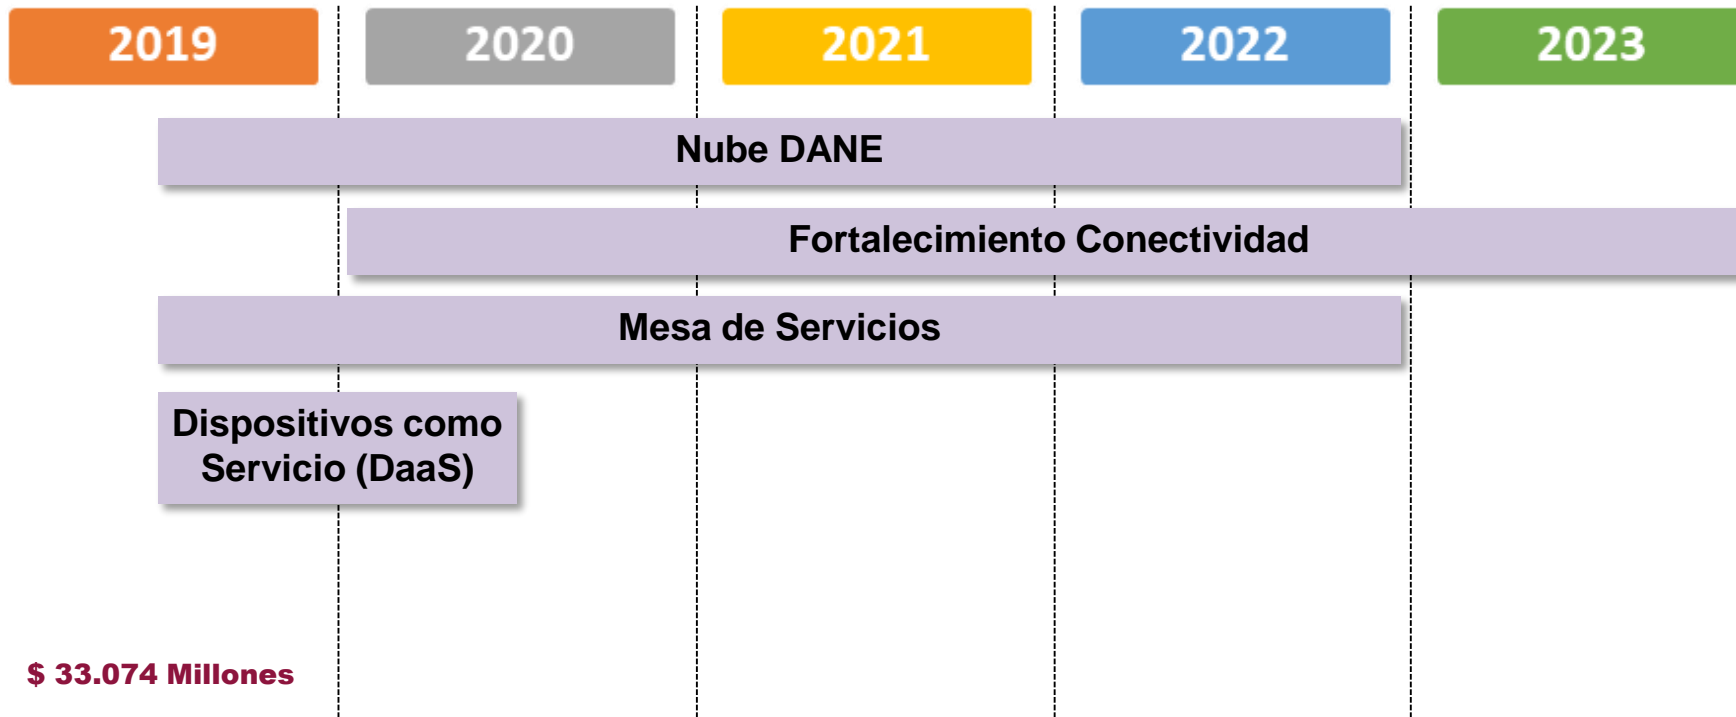 2019
2020
2021
2022
2023
Nube DANE
Fortalecimiento Conectividad
Mesa de Servicios
Dispositivos como
Servicio (DaaS)
$ 33.074 Millones